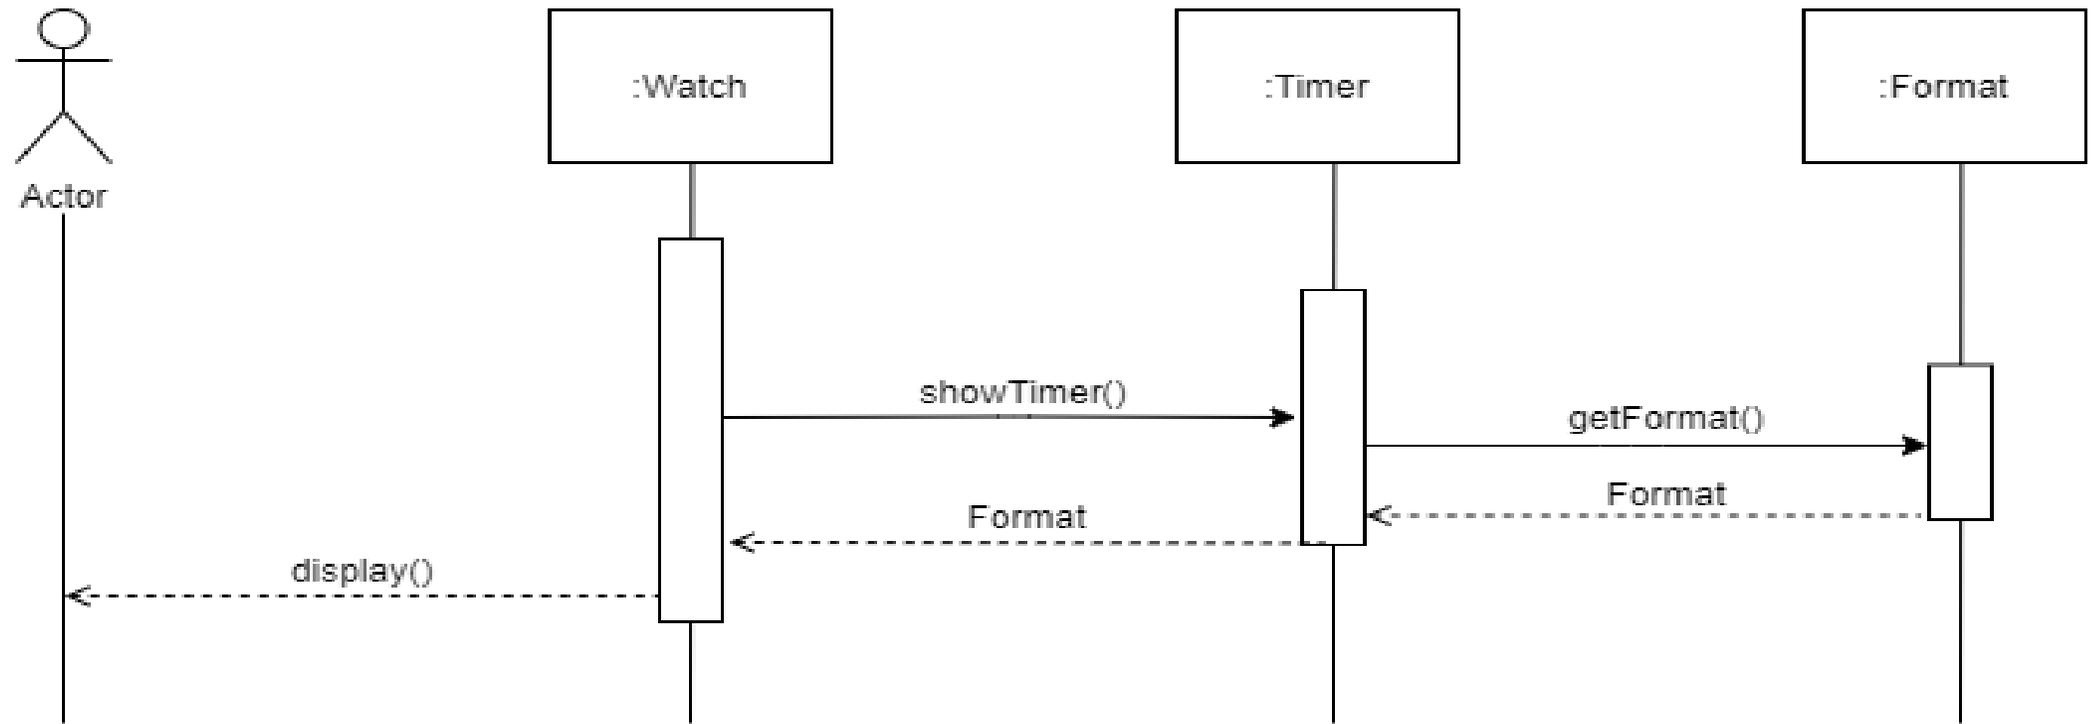 :Watch
:Timer
:Format
Actor
showTimer()
getFormat()
Format
Format
display()